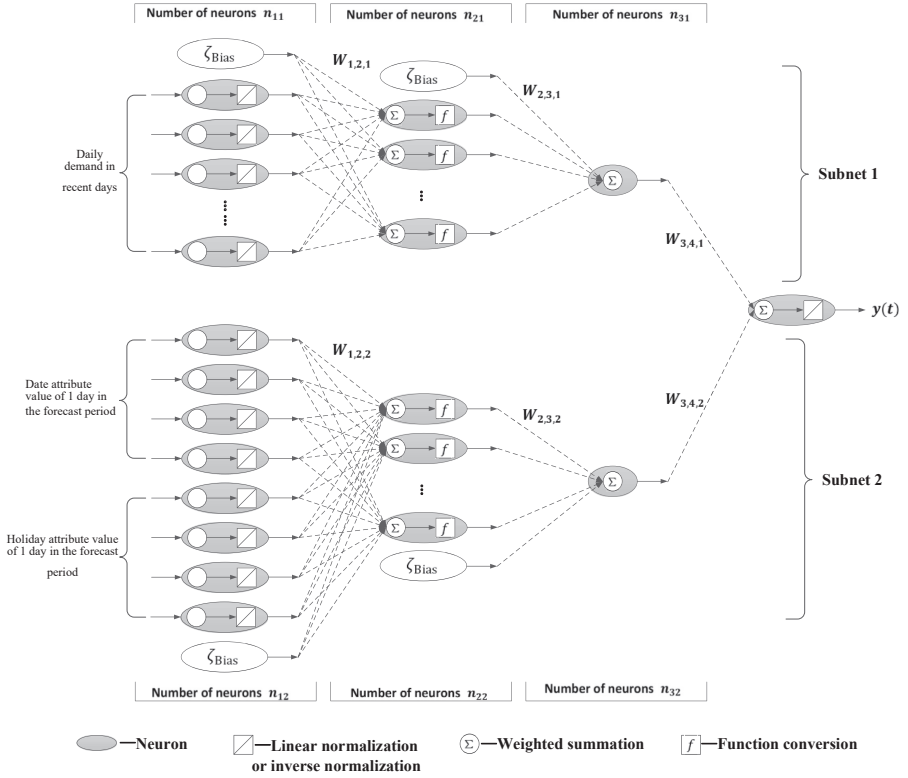 Number of neurons n₁₁
Number of neurons n₂₁
Number of neurons n₃₁
ζBias
W₁,₂,₁
ζBias
W₂,₃,₁
Σ f
Daily
demand in
recent days
Σ f
Σ
Subnet 1
Σ f
W₃,₄,₁
Σ
y(t)
W₁,₂,₂
Date attribute
value of 1 day in
the forecast period
Σ f
W₂,₃,₂
W₃,₄,₂
Σ f
Σ
Subnet 2
Holiday attribute value
of 1 day in the forecast
period
Σ f
ζBias
ζBias
Number of neurons n₁₂
Number of neurons n₂₂
Number of neurons n₃₂
—Neuron
—Linear normalization
or inverse normalization
Σ—Weighted summation
f—Function conversion